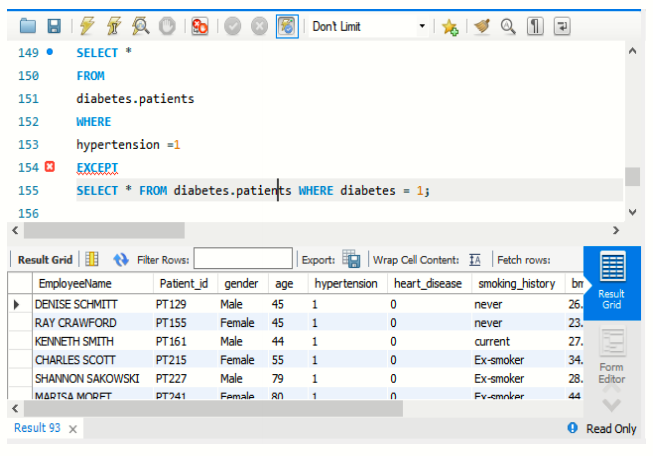 Don't Limit
149 SELECT *
150 FROM
151 diabetes.patients
152 WHERE
153 hypertension =1
154 EXCEPT
155 SELECT * FROM diabetes.patients WHERE diabetes = 1;
156
Result Grid Filter Rows: Export: Wrap Cell Content: Fetch rows:
EmployeeName Patient_id gender age hypertension heart_disease smoking_history bm
DENISE SCHMITT PT129 Male 45 1 0 never 26.
RAY CRAWFORD PT155 Female 45 1 0 never 23.
KENNETH SMITH PT161 Male 44 1 0 current 27.
CHARLES SCOTT PT215 Female 55 1 0 Ex-smoker 34.
SHANNON SAKOWSKI PT227 Male 79 1 0 Ex-smoker 28.
MARISA MORET PT241 Female 80 1 0 Ex-smoker 44
Result Grid
Form Editor
Result 93 Read Only